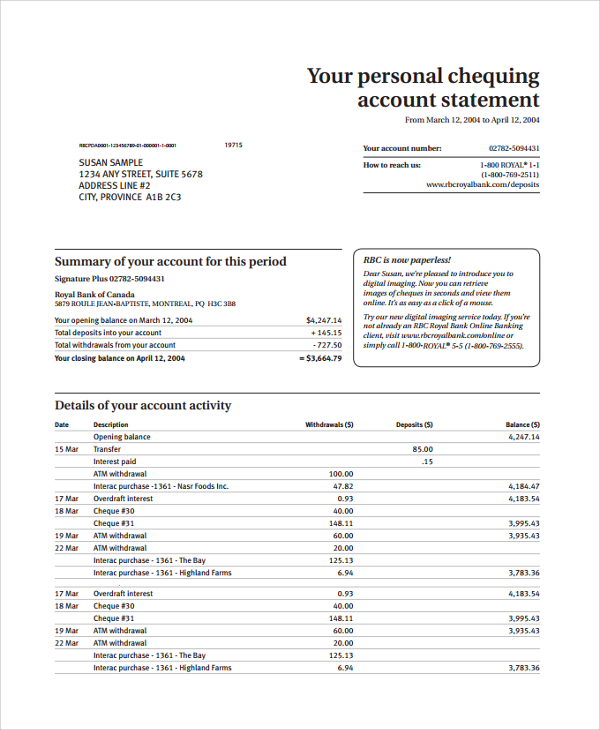 Your personal chequing
account statement
From March 12, 2004 to April 12, 2004
RBCPDA0001-123456789-01-000001-1-0001 19715
SUSAN SAMPLE
1234 ANY STREET, SUITE 5678
ADDRESS LINE #2
CITY, PROVINCE A1B 2C3
Your account number: 02782-5094431
How to reach us: 1-800 ROYAL® 1-1
(1-800-769-2511)
www.rbcroyalbank.com/deposits
Summary of your account for this period
Signature Plus 02782-5094431
Royal Bank of Canada
5879 ROULE JEAN-BAPTISTE, MONTREAL, PQ H3C 3B8
Your opening balance on March 12, 2004 $4,247.14
Total deposits into your account + 145.15
Total withdrawals from your account - 727.50
Your closing balance on April 12, 2004 = $3,664.79
RBC is now paperless!
Dear Susan, we're pleased to introduce you to
digital imaging. Now you can retrieve
images of cheques in seconds and view them
online. It's as easy as a click of a mouse.
Try our new digital imaging service today. If you're
not already an RBC Royal Bank Online Banking
client, visit www.rbcroyalbank.com/online or
simply call 1-800-ROYAL® 5-5 (1-800-769-2555).
Details of your account activity
Date Description Withdrawals ($) Deposits ($) Balance ($)
Opening balance 4,247.14
15 Mar Transfer 85.00
Interest paid .15
ATM withdrawal 100.00
Interac purchase -1361 - Nasr Foods Inc. 47.82 4,184.47
17 Mar Overdraft interest 0.93 4,183.54
18 Mar Cheque #30 40.00
Cheque #31 148.11 3,995.43
19 Mar ATM withdrawal 60.00 3,935.43
22 Mar ATM withdrawal 20.00
Interac purchase - 1361 - The Bay 125.13
Interac purchase - 1361 - Highland Farms 6.94 3,783.36
17 Mar Overdraft interest 0.93 4,183.54
18 Mar Cheque #30 40.00
Cheque #31 148.11 3,995.43
19 Mar ATM withdrawal 60.00 3,935.43
22 Mar ATM withdrawal 20.00
Interac purchase - 1361 - The Bay 125.13
Interac purchase - 1361 - Highland Farms 6.94 3,783.36